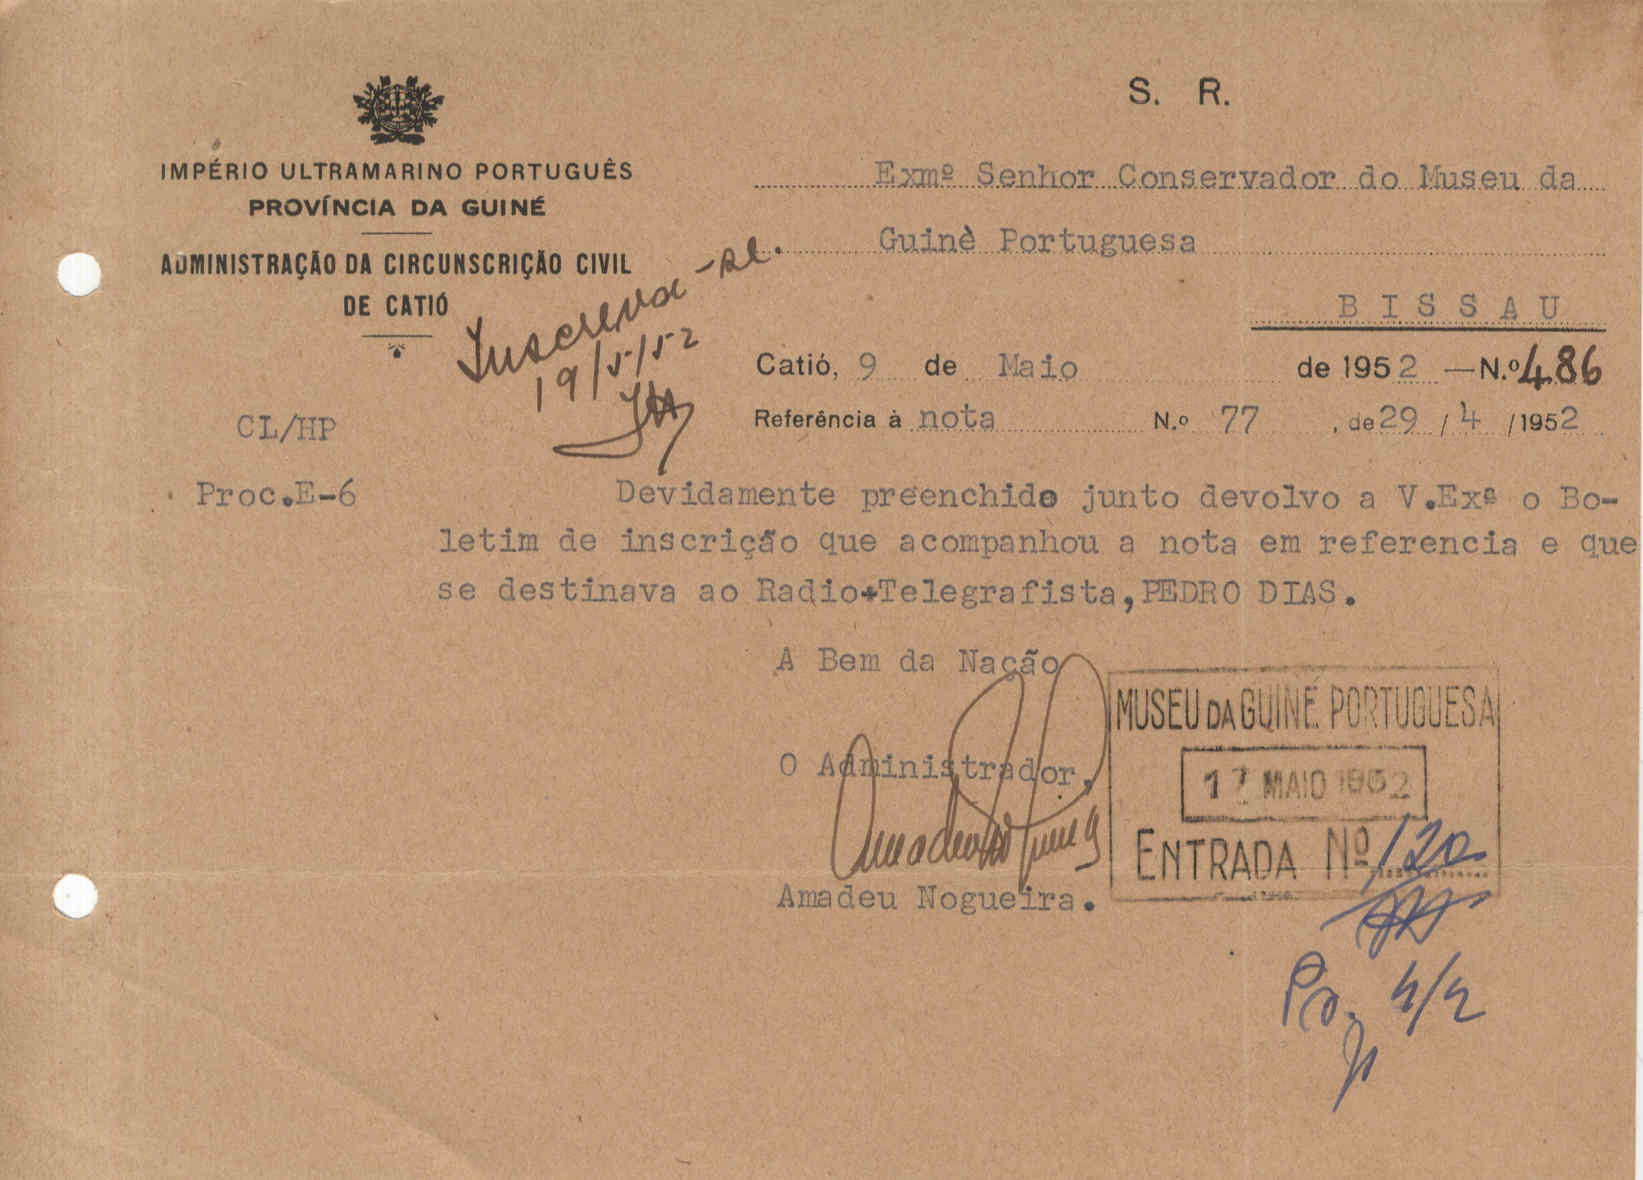 S. R.
IMPÉRIO ULTRAMARINO PORTUGUÊS
PROVÍNCIA DA GUINÉ
ADMINISTRAÇÃO DA CIRCUNSCRIÇÃO CIVIL
DE CATIÓ
Exmº Senhor Conservador do Museu da
Guinè Portuguesa
B I S S A U
Inscreva-se.
19/5/52
Catió, 9 de Maio de 1952 — N.º 486
Referência à nota N.º 77, de 29/4/1952
CL/HP
Proc.E-6
Devidamente preenchido junto devolvo a V.Exª o Bo-
letim de inscrição que acompanhou a nota em referencia e que
se destinava ao Radio+Telegrafista,PEDRO DIAS.
A Bem da Nação
O Administrador,
Amadeu Nogueira.
MUSEU DA GUINÉ PORTUGUESA
17 MAIO 1952
ENTRADA Nº 120